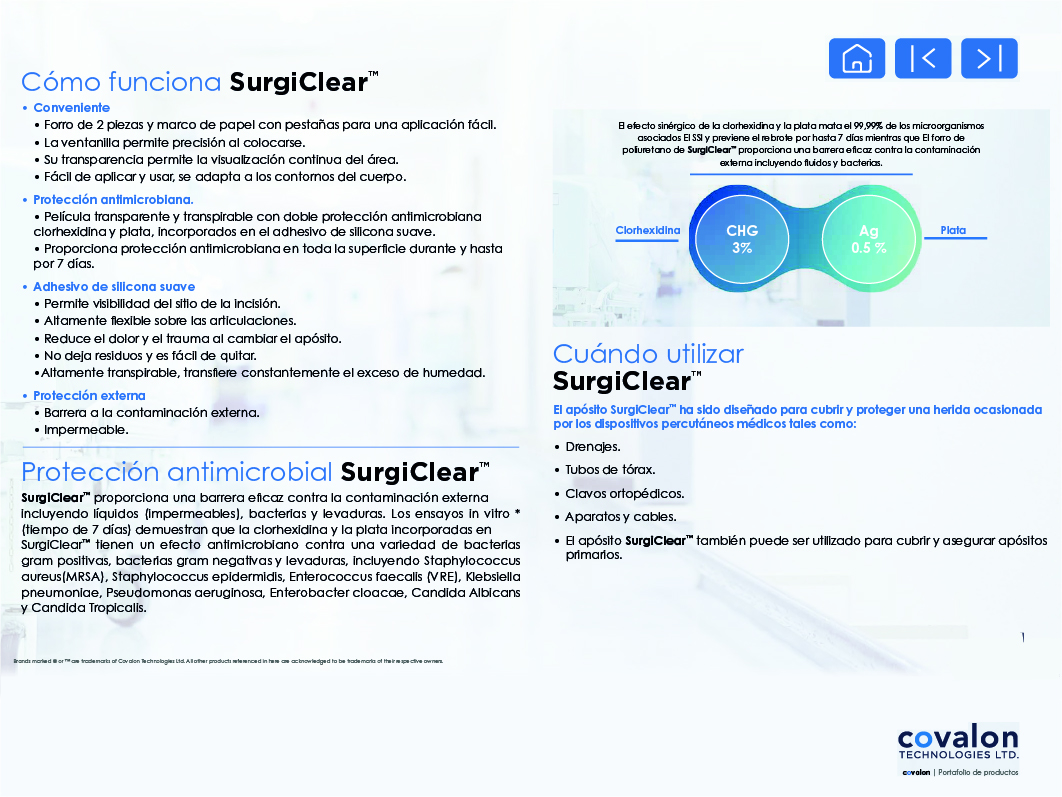 Cómo funciona SurgiClear™
• Conveniente
• Forro de 2 piezas y marco de papel con pestañas para una aplicación fácil.
• La ventanilla permite precisión al colocarse.
• Su transparencia permite la visualización continua del área.
• Fácil de aplicar y usar, se adapta a los contornos del cuerpo.
• Protección antimicrobiana.
• Película transparente y transpirable con doble protección antimicrobiana
clorhexidina y plata, incorporados en el adhesivo de silicona suave.
• Proporciona protección antimicrobiana en toda la superficie durante y hasta
por 7 días.
• Adhesivo de silicona suave
• Permite visibilidad del sitio de la incisión.
• Altamente flexible sobre las articulaciones.
• Reduce el dolor y el trauma al cambiar el apósito.
• No deja residuos y es fácil de quitar.
•Altamente transpirable, transfiere constantemente el exceso de humedad.
• Protección externa
• Barrera a la contaminación externa.
• Impermeable.
Protección antimicrobial SurgiClear™
SurgiClear™ proporciona una barrera eficaz contra la contaminación externa
incluyendo líquidos (impermeables), bacterias y levaduras. Los ensayos in vitro *
(tiempo de 7 días) demuestran que la clorhexidina y la plata incorporadas en
SurgiClear™ tienen un efecto antimicrobiano contra una variedad de bacterias
gram positivas, bacterias gram negativas y levaduras, incluyendo Staphylococcus
aureus(MRSA), Staphylococcus epidermidis, Enterococcus faecalis (VRE), Klebsiella
pneumoniae, Pseudomonas aeruginosa, Enterobacter cloacae, Candida Albicans
y Candida Tropicalis.
Brands marked ® or ™ are trademarks of Covalon Technologies Ltd. All other products referenced in here are acknowledged to be trademarks of their respective owners.
El efecto sinérgico de la clorhexidina y la plata mata el 99,99% de los microorganismos
asociados El SSI y previene el rebrote por hasta 7 días mientras que El forro de
poliuretano de SurgiClear™ proporciona una barrera eficaz contra la contaminación
externa incluyendo fluidos y bacterias.
Clorhexidina
CHG
3%
Ag
0.5 %
Plata
Cuándo utilizar
SurgiClear™
El apósito SurgiClear™ ha sido diseñado para cubrir y proteger una herida ocasionada
por los dispositivos percutáneos médicos tales como:
• Drenajes.
• Tubos de tórax.
• Clavos ortopédicos.
• Aparatos y cables.
• El apósito SurgiClear™ también puede ser utilizado para cubrir y asegurar apósitos
primarios.
covalon
TECHNOLOGIES LTD.
covalon | Portafolio de productos